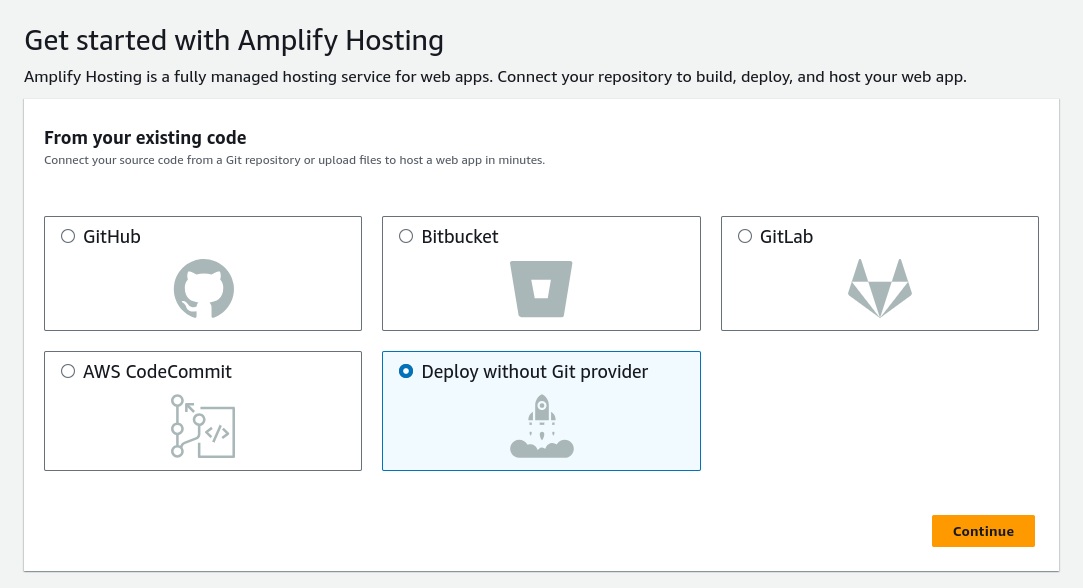 Get started with Amplify Hosting
Amplify Hosting is a fully managed hosting service for web apps. Connect your repository to build, deploy, and host your web app.
From your existing code
Connect your source code from a Git repository or upload files to host a web app in minutes.
GitHub
Bitbucket
GitLab
AWS CodeCommit
</>
Deploy without Git provider
Continue